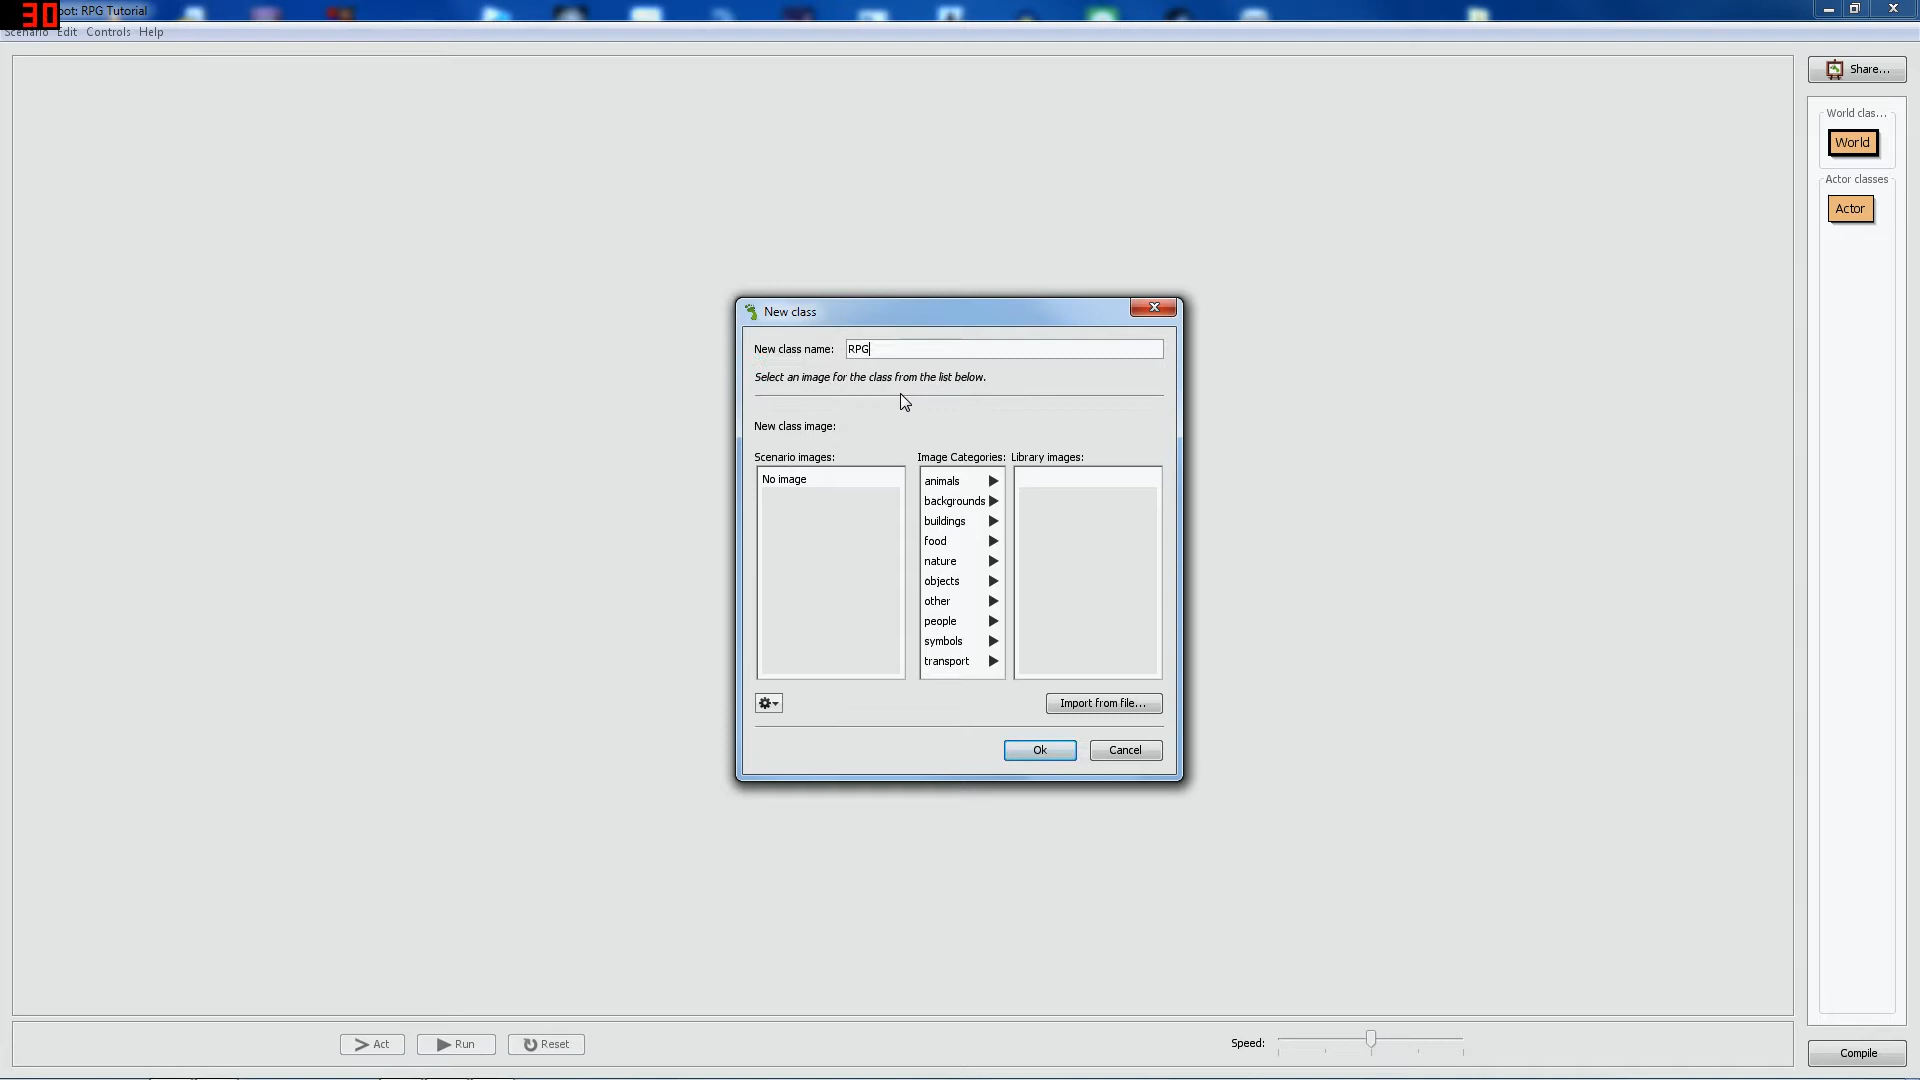 30
oot: RPG Tutorial
Scenario Edit Controls Help
Share...
World clas...
World
Actor classes
Actor
New class
New class name: RPG
Select an image for the class from the list below.
New class image:
Scenario images: Image Categories: Library images:
No image
animals
backgrounds
buildings
food
nature
objects
other
people
symbols
transport
Import from file...
Ok Cancel
Act Run Reset Speed:
Compile